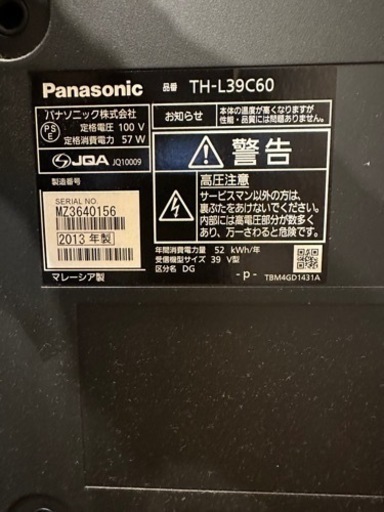 Panasonic
品番 TH-L39C60
パナソニック株式会社
PSE 定格電圧 100 V
定格消費電力 57 W
お知らせ
本体の温度が高くなりますが
性能・品質には問題ありません。
JQA JQ10009
警告
高圧注意
サービスマン以外の方は
裏ぶたをあけないでください。
内部には高電圧部分が数多く
あり、万一さわると危険です。
製造番号
SERIAL NO.
MZ3640156
2013 年製
マレーシア製
年間消費電力量 52 kWh/年
受信機型サイズ 39 V型
区分名 DG
-p-
TBM4GD1431A